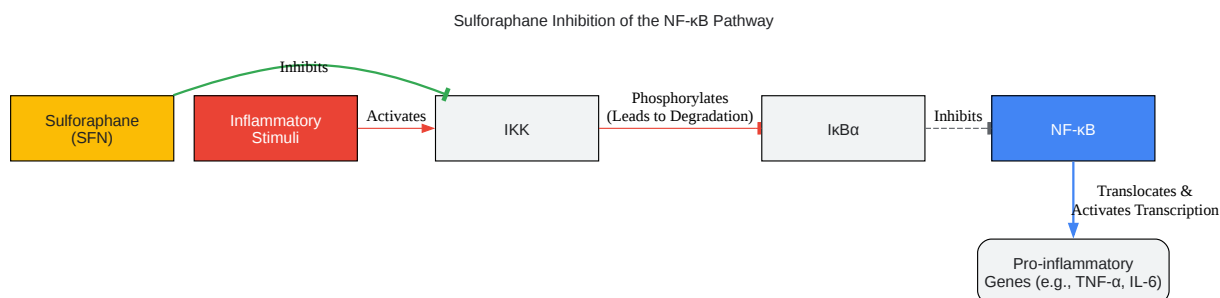 Sulforaphane Inhibition of the NF-κB Pathway
Inhibits
Sulforaphane
(SFN)
Inflammatory
Stimuli
Activates
IKK
Phosphorylates
(Leads to Degradation)
IκBα
Inhibits
NF-κB
Translocates &
Activates Transcription
Pro-inflammatory
Genes (e.g., TNF-α, IL-6)